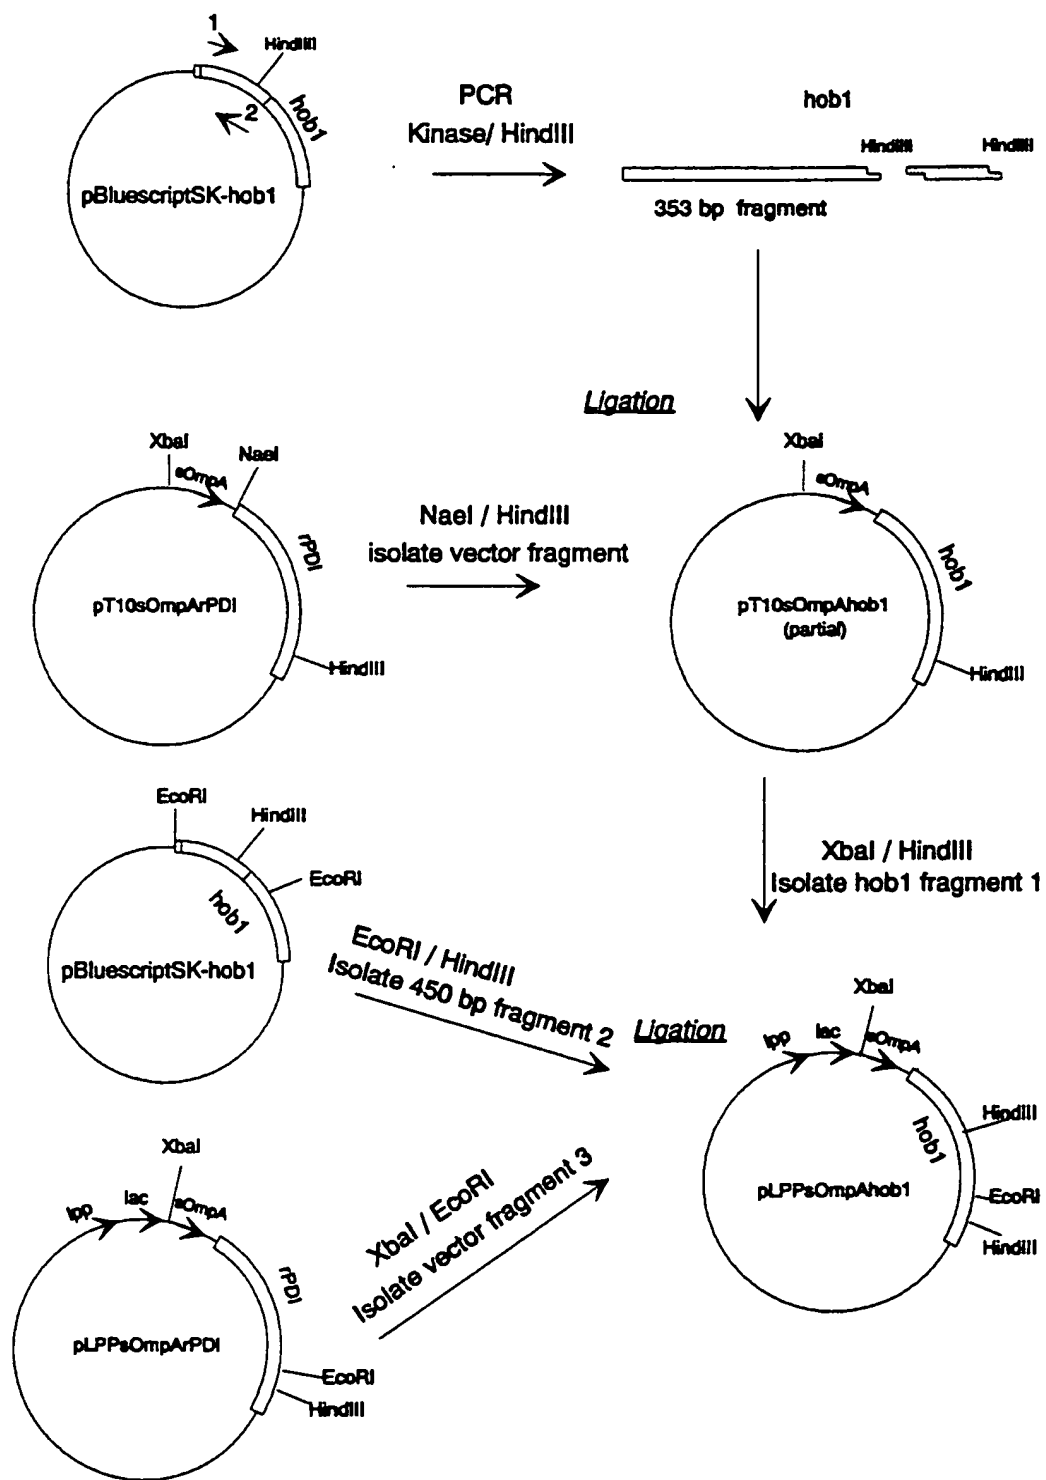 1
HindIII
hob1
2
pBluescriptSK-hob1
PCR
Kinase/ HindIII
hob1
HindIII
HindIII
353 bp fragment
Ligation
XbaI
sOmpA
NaeI
rPDI
pT10sOmpArPDI
HindIII
NaeI / HindIII
isolate vector fragment
XbaI
sOmpA
hob1
pT10sOmpAhob1
(partial)
HindIII
EcoRI
HindIII
EcoRI
hob1
pBluescriptSK-hob1
XbaI / HindIII
Isolate hob1 fragment 1
EcoRI / HindIII
Isolate 450 bp fragment 2
Ligation
XbaI
lpp
lac
sOmpA
HindIII
hob1
EcoRI
HindIII
pLPPsOmpAhob1
XbaI
lpp
lac
sOmpA
rPDI
pLPPsOmpArPDI
EcoRI
HindIII
XbaI / EcoRI
Isolate vector fragment 3